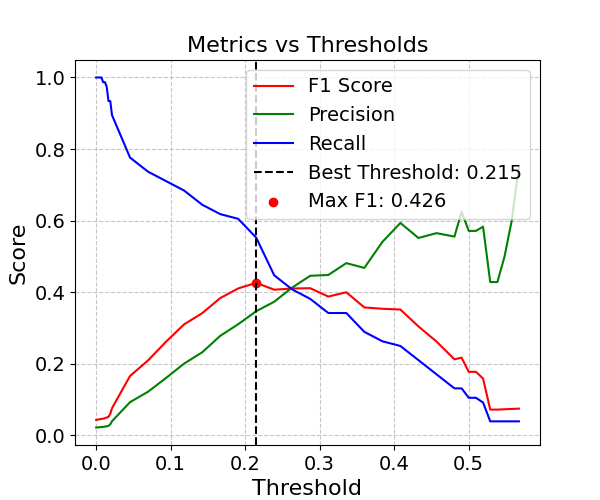 Metrics vs Thresholds
F1 Score
Precision
Recall
Best Threshold: 0.215
Max F1: 0.426
1.0
0.8
0.6
0.4
0.2
0.0
Score
0.0 0.1 0.2 0.3 0.4 0.5
Threshold